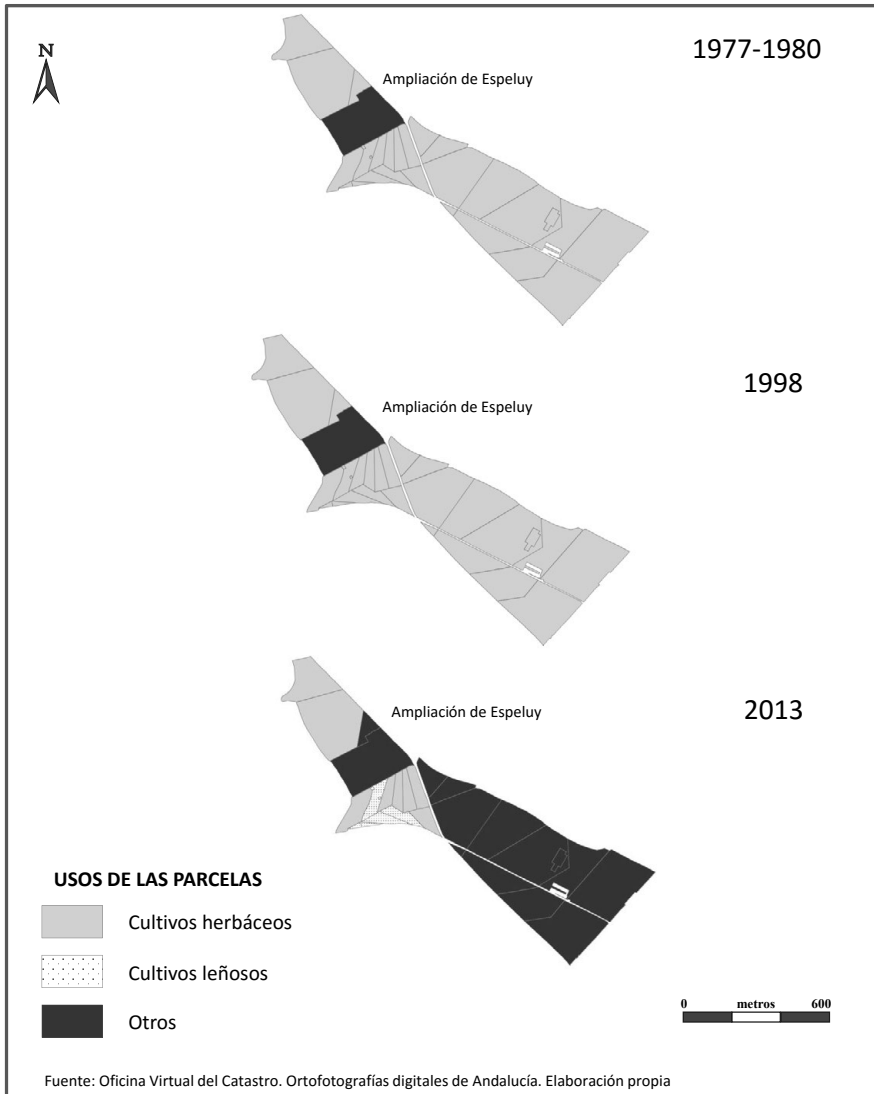 N
1977-1980
Ampliación de Espeluy
1998
Ampliación de Espeluy
2013
Ampliación de Espeluy
USOS DE LAS PARCELAS
Cultivos herbáceos
Cultivos leñosos
Otros
0 metros 600
Fuente: Oficina Virtual del Catastro. Ortofotografías digitales de Andalucía. Elaboración propia